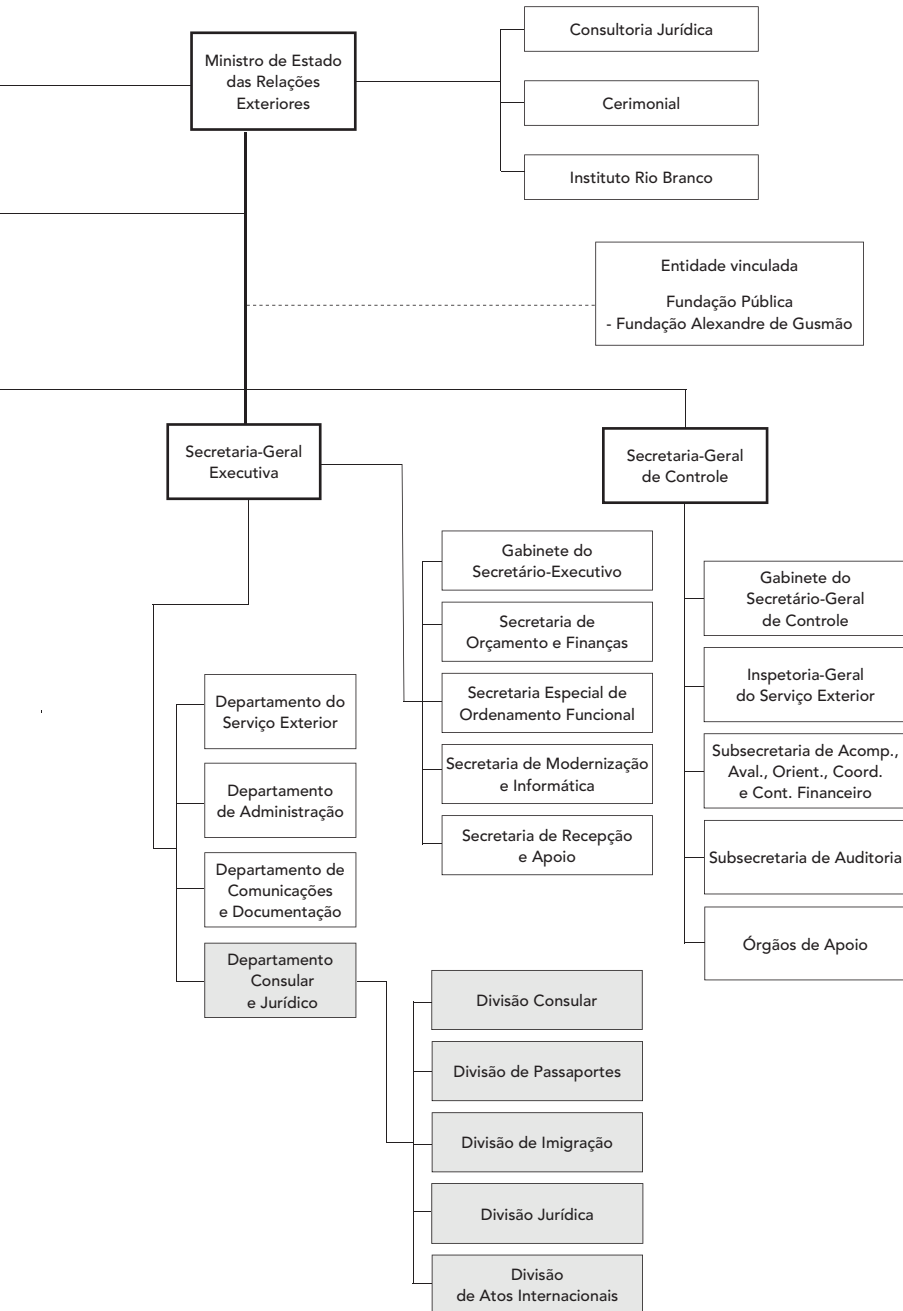 Ministro de Estado
das Relações
Exteriores
Consultoria Jurídica
Cerimonial
Instituto Rio Branco
Entidade vinculada
Fundação Pública
- Fundação Alexandre de Gusmão
Secretaria-Geral
Executiva
Secretaria-Geral
de Controle
Gabinete do
Secretário-Executivo
Secretaria de
Orçamento e Finanças
Secretaria Especial de
Ordenamento Funcional
Secretaria de Modernização
e Informática
Secretaria de Recepção
e Apoio
Gabinete do
Secretário-Geral
de Controle
Inspetoria-Geral
do Serviço Exterior
Subsecretaria de Acomp.,
Aval., Orient., Coord.
e Cont. Financeiro
Subsecretaria de Auditoria
Órgãos de Apoio
Departamento do
Serviço Exterior
Departamento
de Administração
Departamento de
Comunicações
e Documentação
Departamento
Consular
e Jurídico
Divisão Consular
Divisão de Passaportes
Divisão de Imigração
Divisão Jurídica
Divisão
de Atos Internacionais